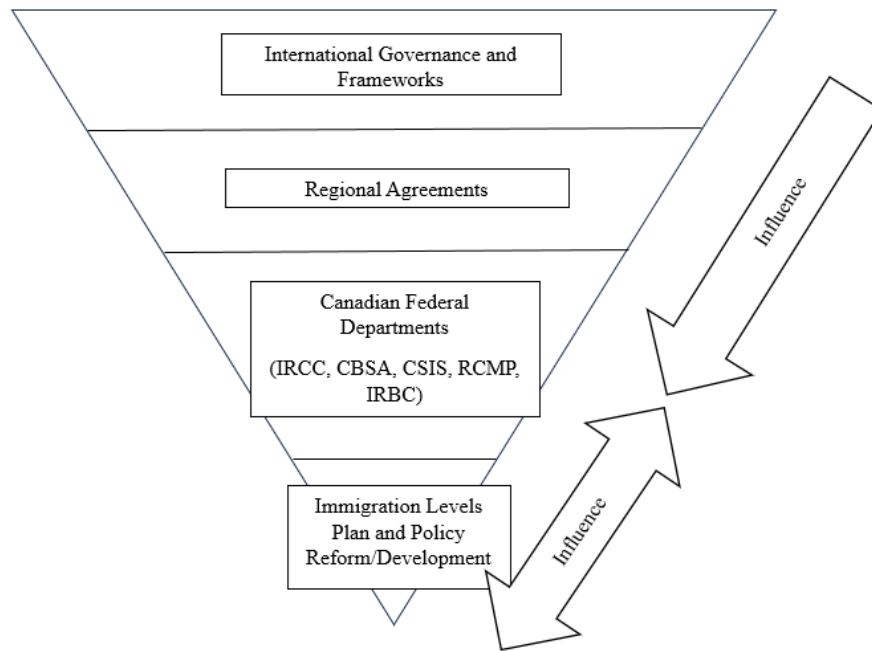 International Governance and
Frameworks
Regional Agreements
Canadian Federal
Departments
(IRCC, CBSA, CSIS, RCMP,
IRBC)
Immigration Levels
Plan and Policy
Reform/Development
Influence
Influence